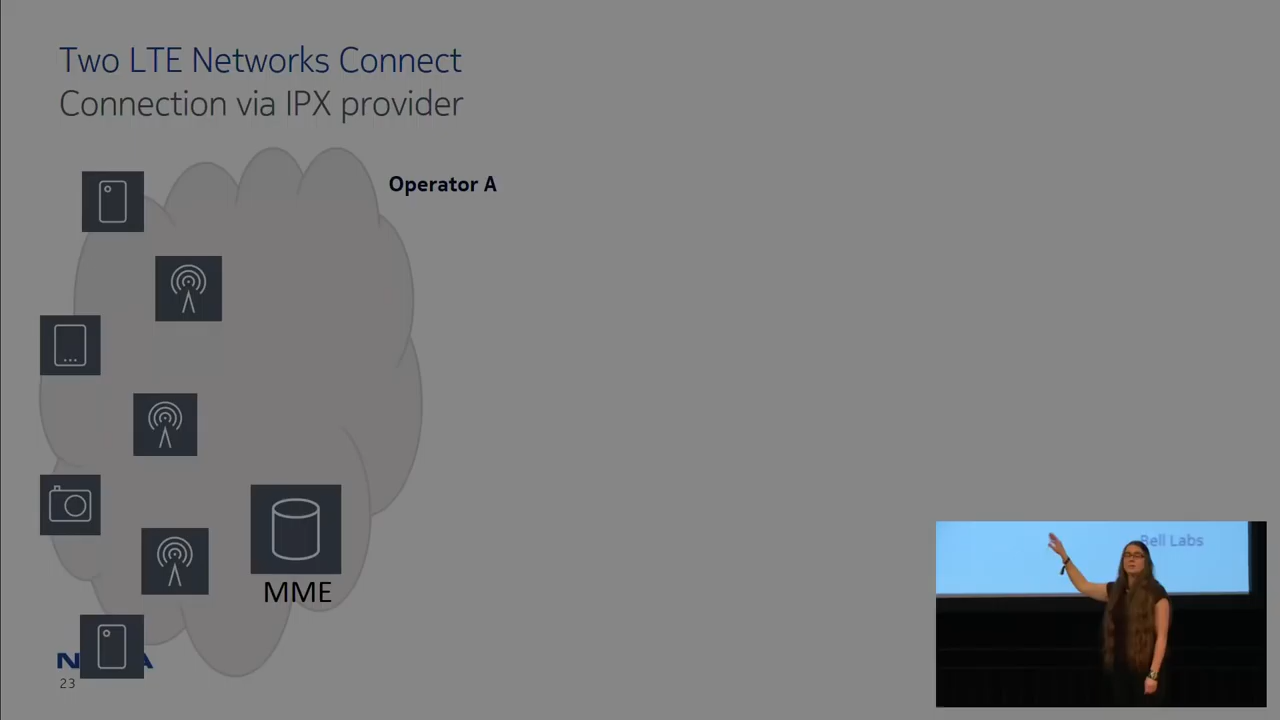 Two LTE Networks Connect
Connection via IPX provider
Operator A
MME
23
Bell Labs